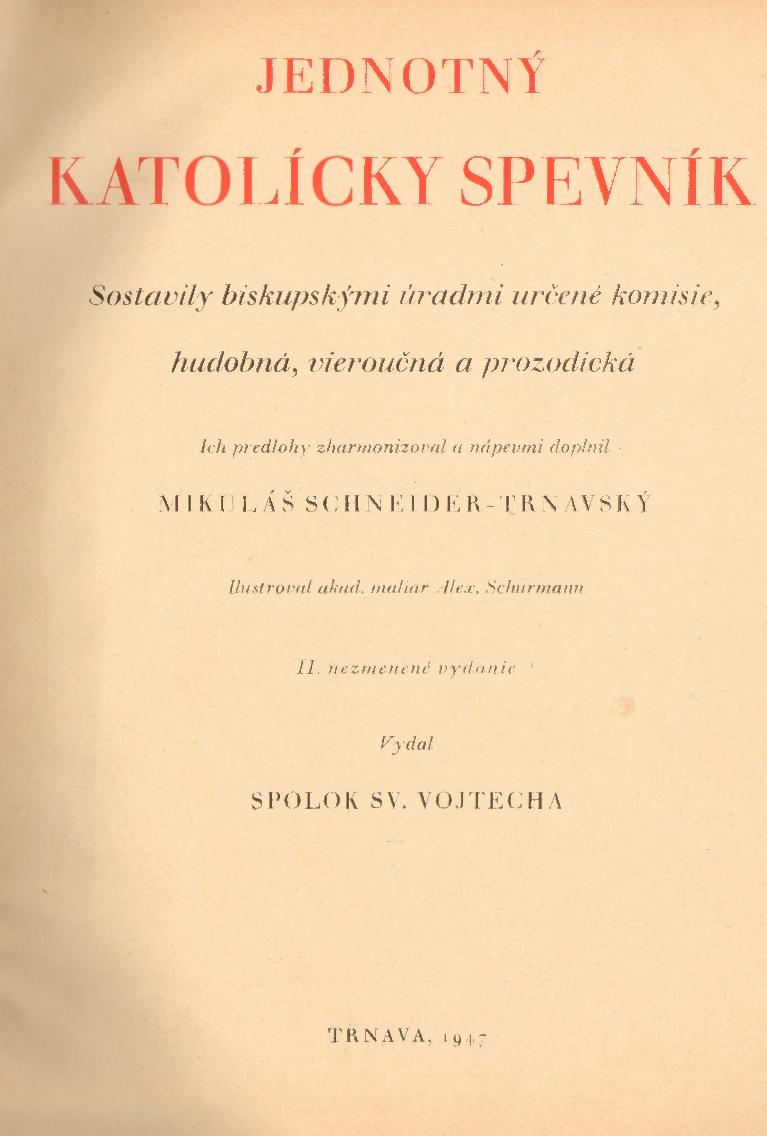 JEDNOTNÝ
KATOLÍCKY SPEVNÍK
Sostavily biskupskými úradmi určené komisie,
hudobná, vieroučná a prozodická
Ich predlohy zharmonizoval a nápevmi doplnil
MIKULÁŠ SCHNEIDER-TRNAVSKÝ
Ilustroval akad. maliar Alex. Schurmann
II. nezmenené vydanie
Vydal
SPOLOK SV. VOJTECHA
TRNAVA, 1947